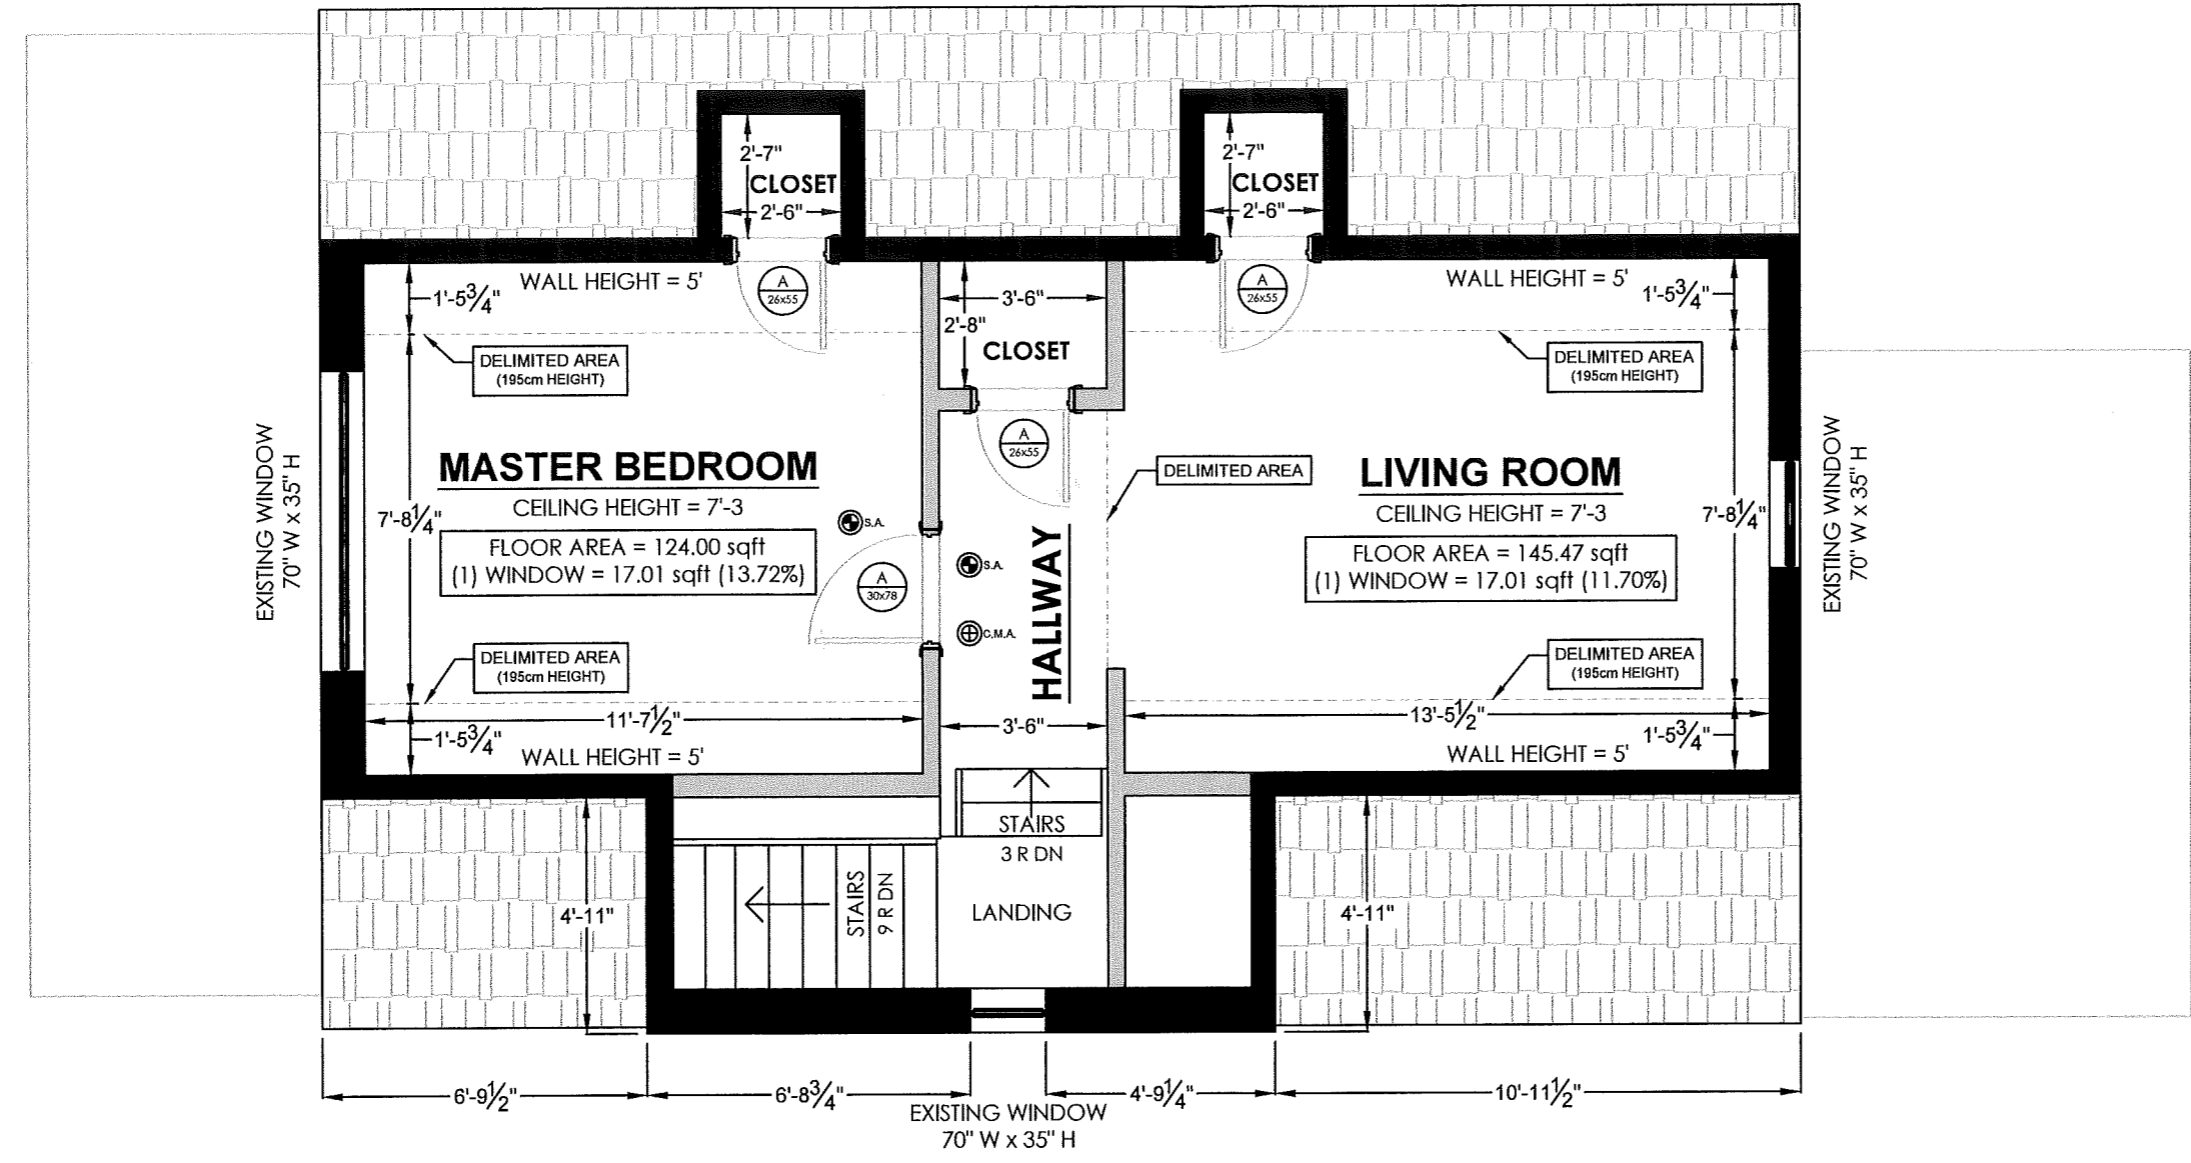 2'-7"
CLOSET
2'-6"
2'-7"
CLOSET
2'-6"
WALL HEIGHT = 5'
1'-5¾"
A
26x55
3'-6"
2'-8"
CLOSET
A
26x55
WALL HEIGHT = 5'
1'-5¾"
DELIMITED AREA
(195cm HEIGHT)
DELIMITED AREA
(195cm HEIGHT)
EXISTING WINDOW
70" W x 35" H
MASTER BEDROOM
CEILING HEIGHT = 7'-3
7'-8¼"
FLOOR AREA = 124.00 sqft
(1) WINDOW = 17.01 sqft (13.72%)
S.A.
A
30x78
A
26x55
S.A.
C.M.A.
HALLWAY
DELIMITED AREA
LIVING ROOM
CEILING HEIGHT = 7'-3
7'-8¼"
FLOOR AREA = 145.47 sqft
(1) WINDOW = 17.01 sqft (11.70%)
EXISTING WINDOW
70" W x 35" H
DELIMITED AREA
(195cm HEIGHT)
DELIMITED AREA
(195cm HEIGHT)
11'-7½"
3'-6"
13'-5½"
1'-5¾"
WALL HEIGHT = 5'
WALL HEIGHT = 5'
1'-5¾"
STAIRS
3 R DN
STAIRS
9 R DN
LANDING
4'-11"
4'-11"
6'-9½"
6'-8¾"
4'-9¼"
10'-11½"
EXISTING WINDOW
70" W x 35" H